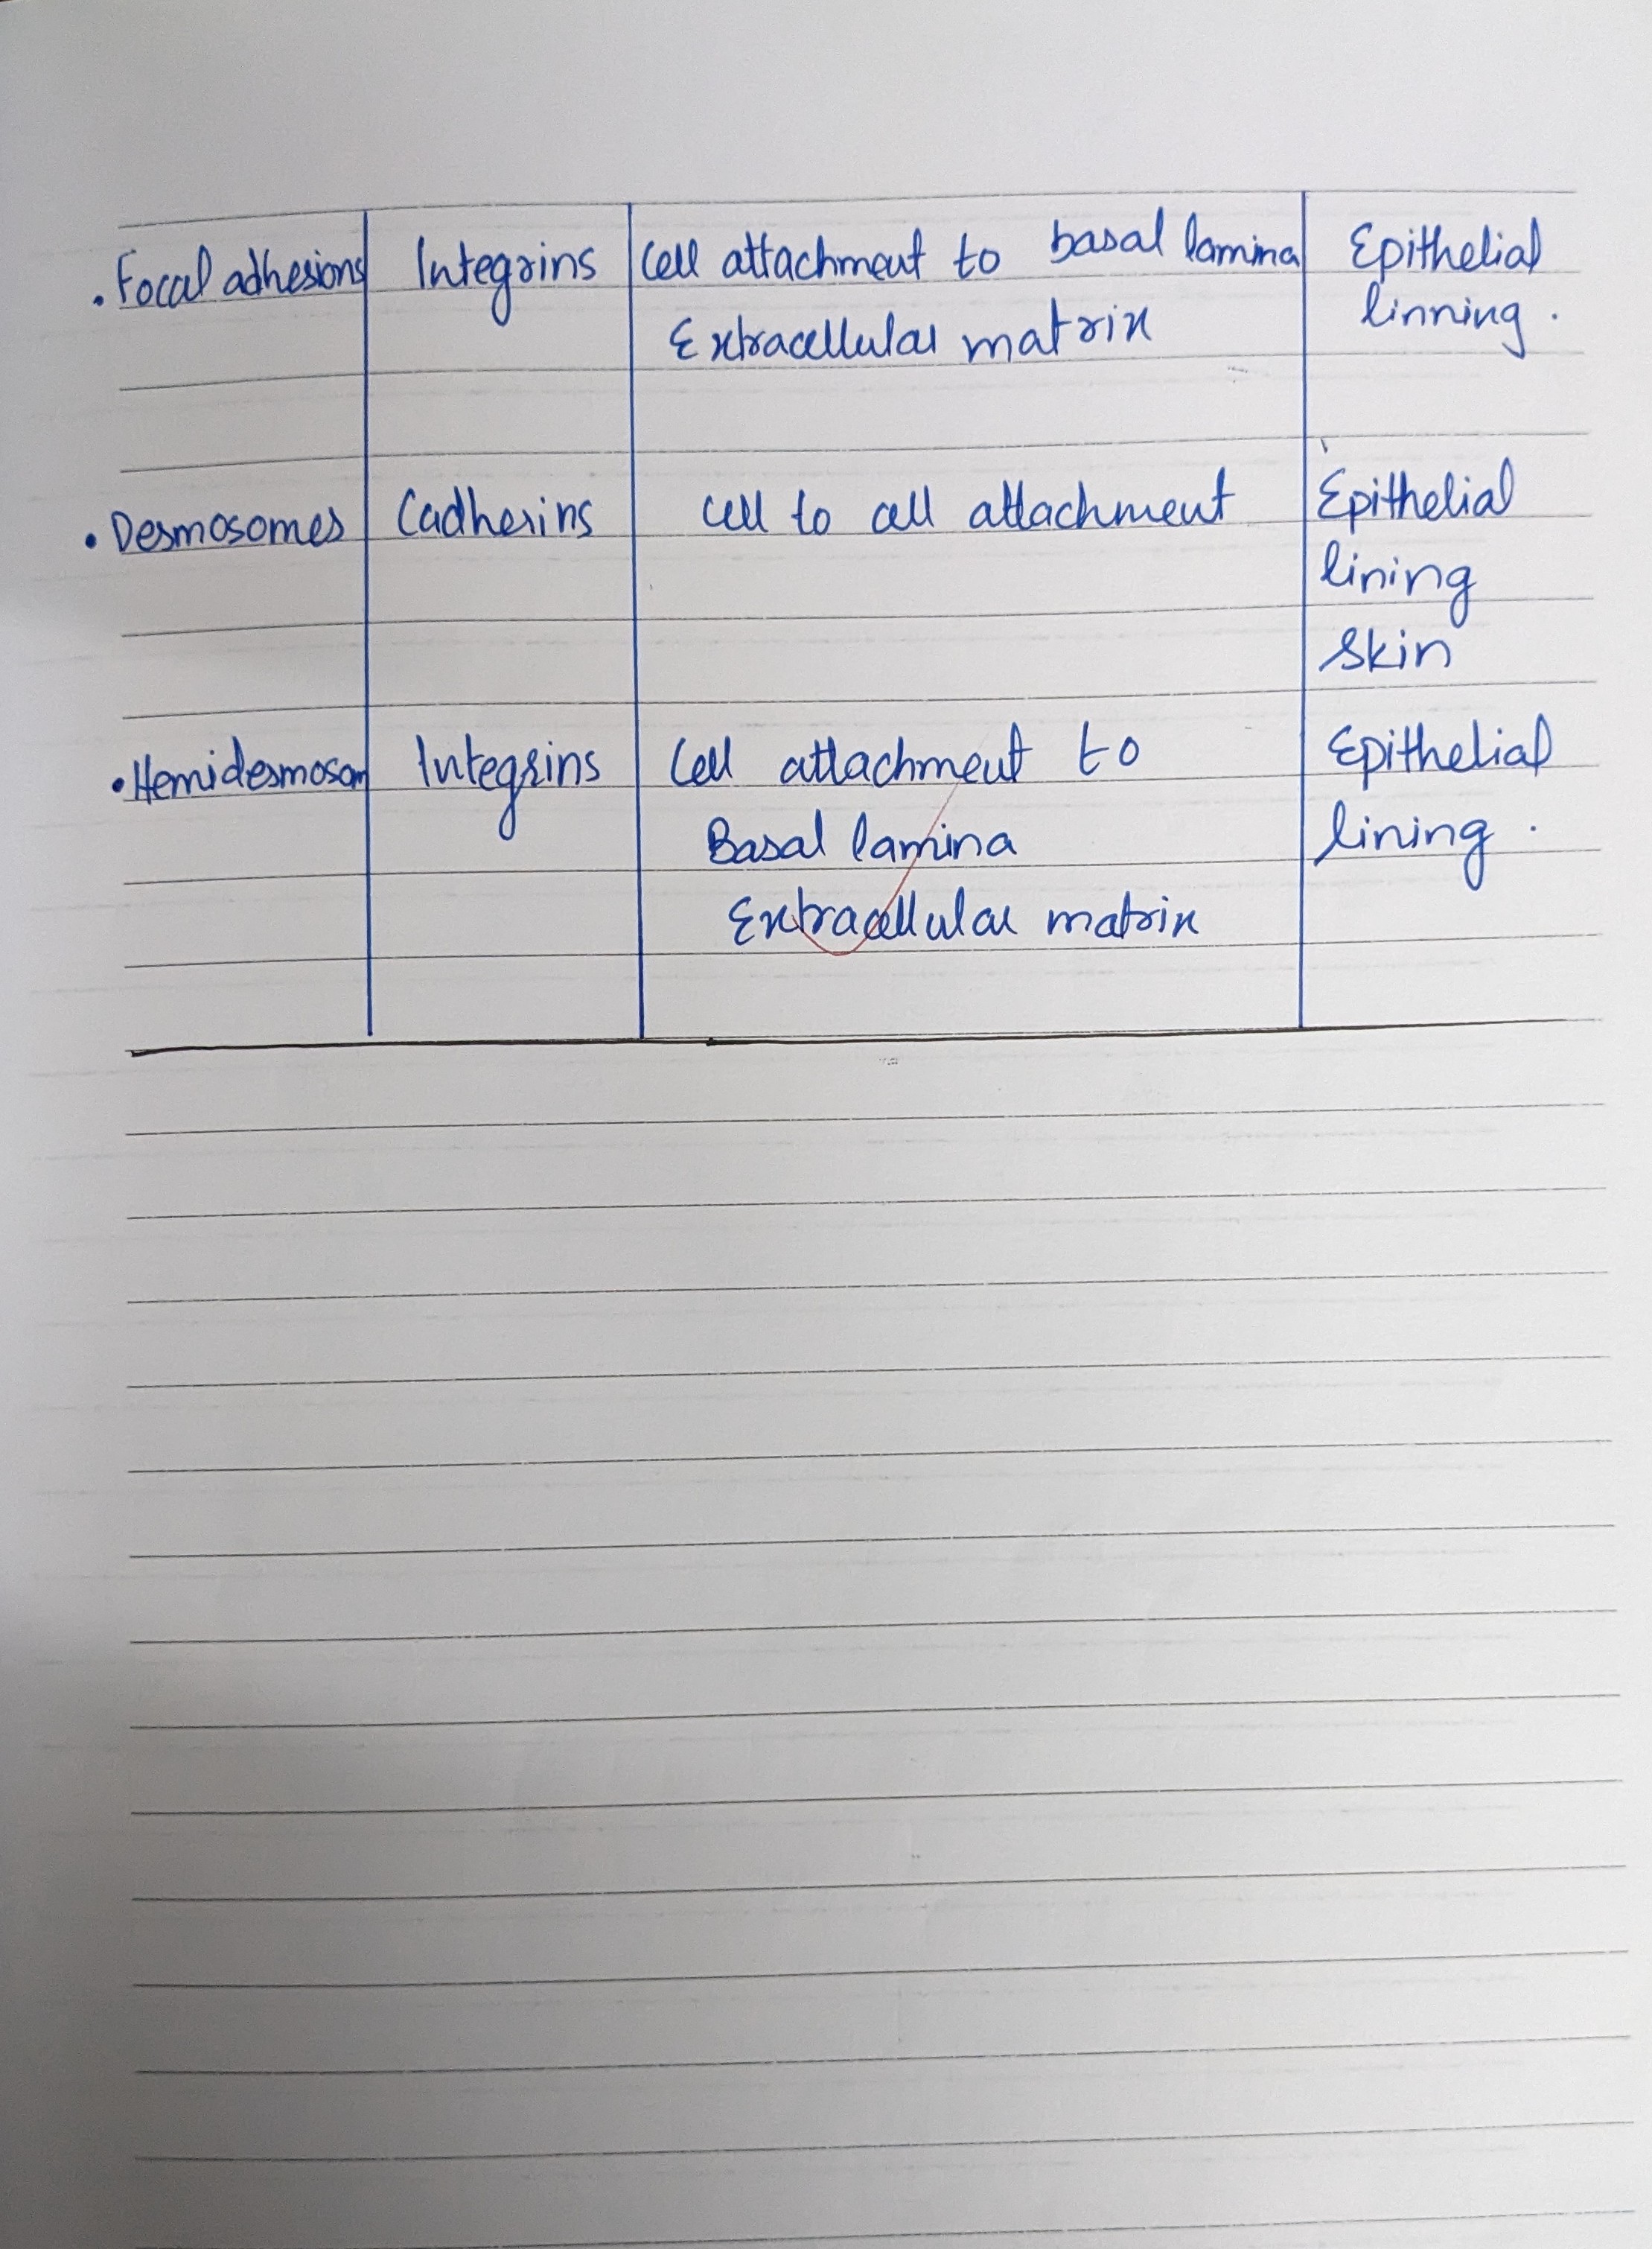 . Focal adhesions Integrins Cell attachment to basal lamina Epithelial
Extracellular matrix linning .
• Desmosomes Cadherins cell to cell attachment Epithelial
lining
skin
• Hemidesmosom Integrins Cell attachment to Epithelial
Basal lamina lining .
Extracellular matrix